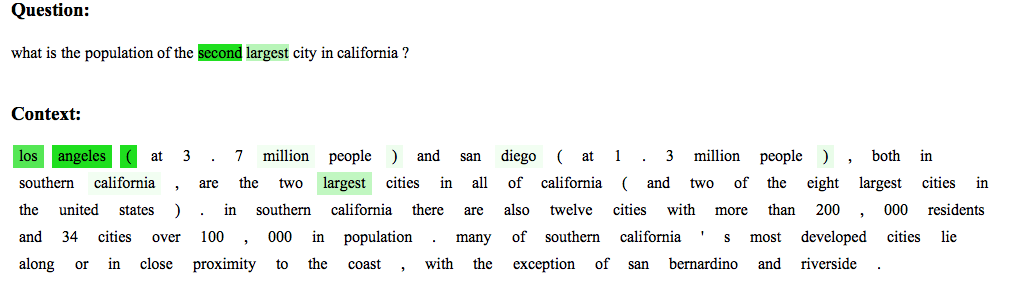 Question:
what is the population of the second largest city in california ?
Context:
los angeles ( at 3 . 7 million people ) and san diego ( at 1 . 3 million people ) , both in
southern california , are the two largest cities in all of california ( and two of the eight largest cities in
the united states ) . in southern california there are also twelve cities with more than 200 , 000 residents
and 34 cities over 100 , 000 in population . many of southern california ' s most developed cities lie
along or in close proximity to the coast , with the exception of san bernardino and riverside .